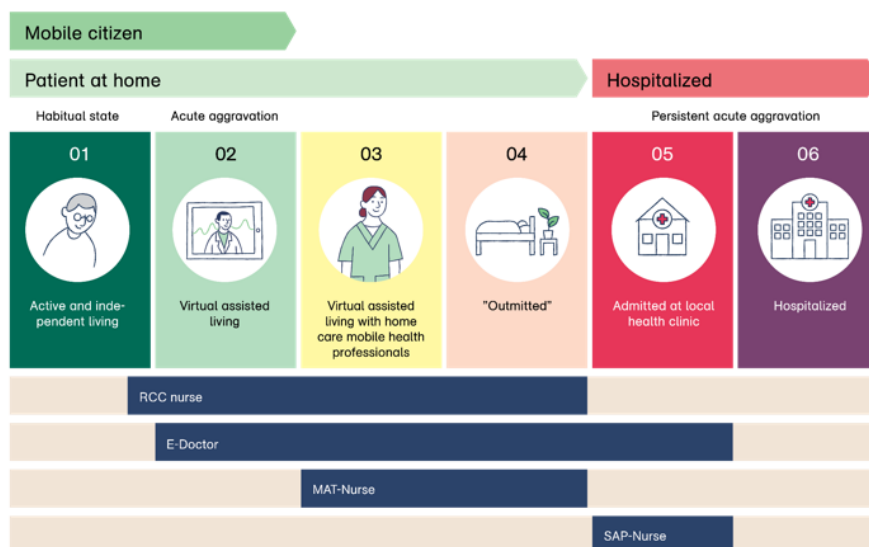 Mobile citizen
Patient at home
Hospitalized
Habitual state
Acute aggravation
Persistent acute aggravation
01
02
03
04
05
06
Active and inde-
pendent living
Virtual assisted
living
Virtual assisted
living with home
care mobile health
professionals
"Outmitted"
Admitted at local
health clinic
Hospitalized
RCC nurse
E-Doctor
MAT-Nurse
SAP-Nurse